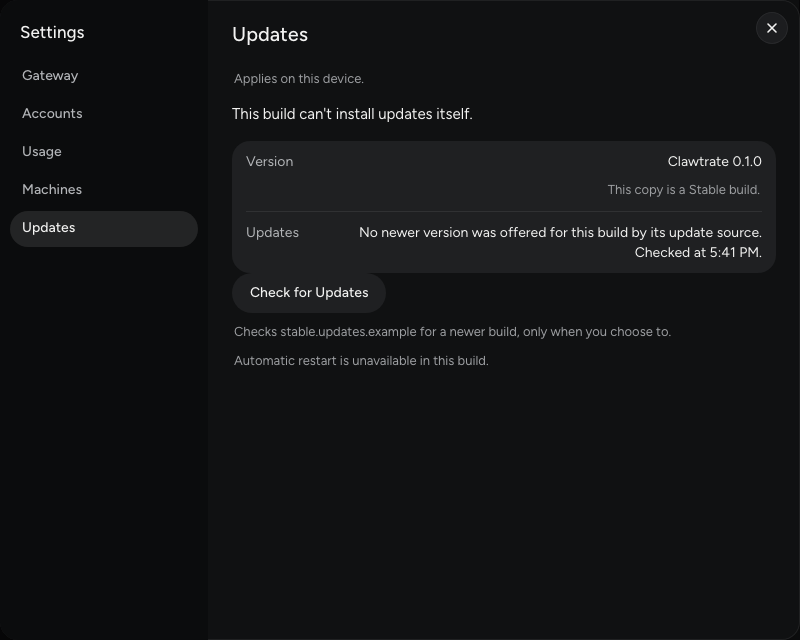 Settings
Gateway
Accounts
Usage
Machines
Updates
Updates
Applies on this device.
This build can't install updates itself.
Version
Clawtrate 0.1.0
This copy is a Stable build.
Updates
No newer version was offered for this build by its update source.
Checked at 5:41 PM.
Check for Updates
Checks stable.updates.example for a newer build, only when you choose to.
Automatic restart is unavailable in this build.